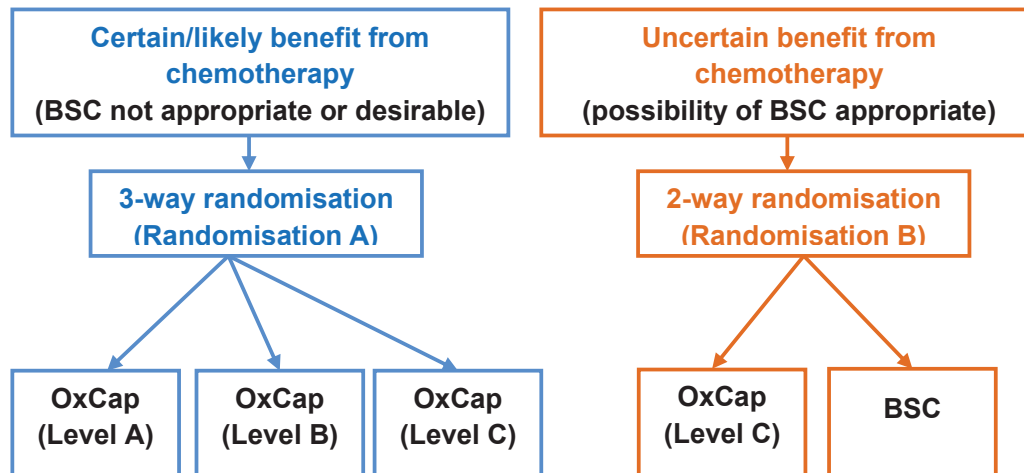 Certain/likely benefit from
chemotherapy
(BSC not appropriate or desirable)
Uncertain benefit from
chemotherapy
(possibility of BSC appropriate)
3-way randomisation
(Randomisation A)
2-way randomisation
(Randomisation B)
OxCap
(Level A)
OxCap
(Level B)
OxCap
(Level C)
OxCap
(Level C)
BSC